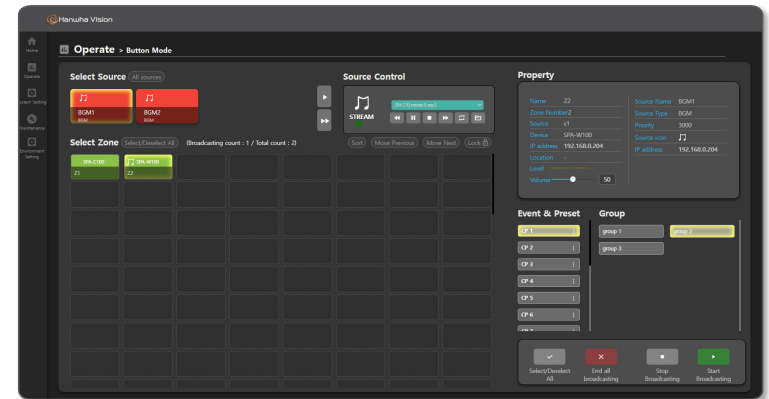 Hanwha Vision
Home
Operate > Button Mode
Operate
System Setting
Maintenance
Environment
Setting
Select Source
All sources
BGM1
BGM
BGM2
BGM
Source Control
STREAM
Select Zone
Select/Deselect All
(Broadcasting count : 1 / Total count : 2)
Sort
Move Previous
Move Next
Lock
SPA-C100
Z1
SPA-W100
Z2
Property
Name Z2
Zone Number2
Source s1
Device SPA-W100
IP address 192.168.0.204
Location -
Level
Volume 50
Source Name BGM1
Source Type BGM
Priority 3000
Source icon
IP address 192.168.0.204
Event & Preset
CP 1
CP 2
CP 3
CP 4
CP 5
CP 6
Group
group 1
group 2
group 3
Select/Deselect
All
End all
broadcasting
Stop
Broadcasting
Start
Broadcasting